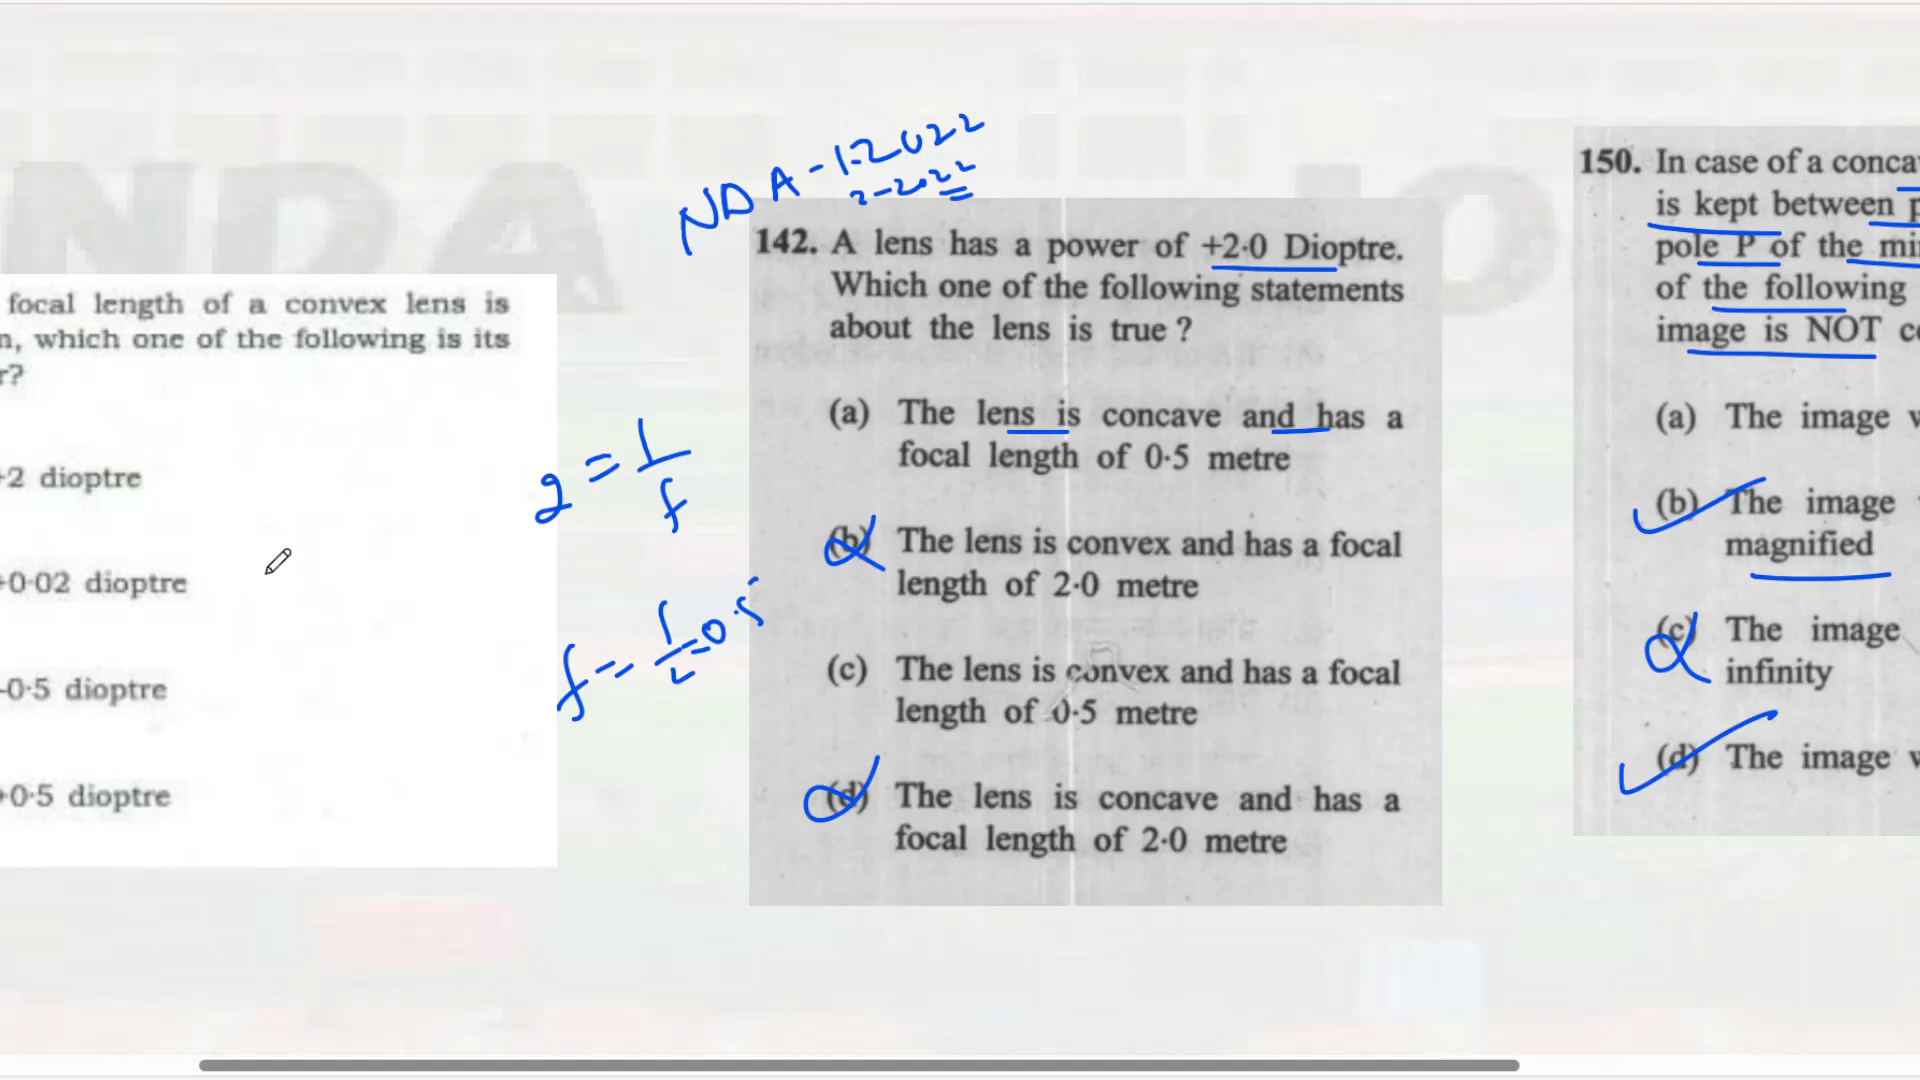 NDA
NDA-1-2022
2-2022
focal length of a convex lens is
which one of the following is its
dioptre
0·02 dioptre
0·5 dioptre
+0·5 dioptre
2 = 1/f
f = 1/2 = 0.5
142. A lens has a power of +2·0 Dioptre.
Which one of the following statements
about the lens is true ?
(a) The lens is concave and has a
focal length of 0·5 metre
(b) The lens is convex and has a focal
length of 2·0 metre
(c) The lens is convex and has a focal
length of 0·5 metre
(d) The lens is concave and has a
focal length of 2·0 metre
150. In case of a
is kept between
pole P of the
of the following
image is NOT
(a) The image
(b) The image
magnified
(c) The image
infinity
(d) The image